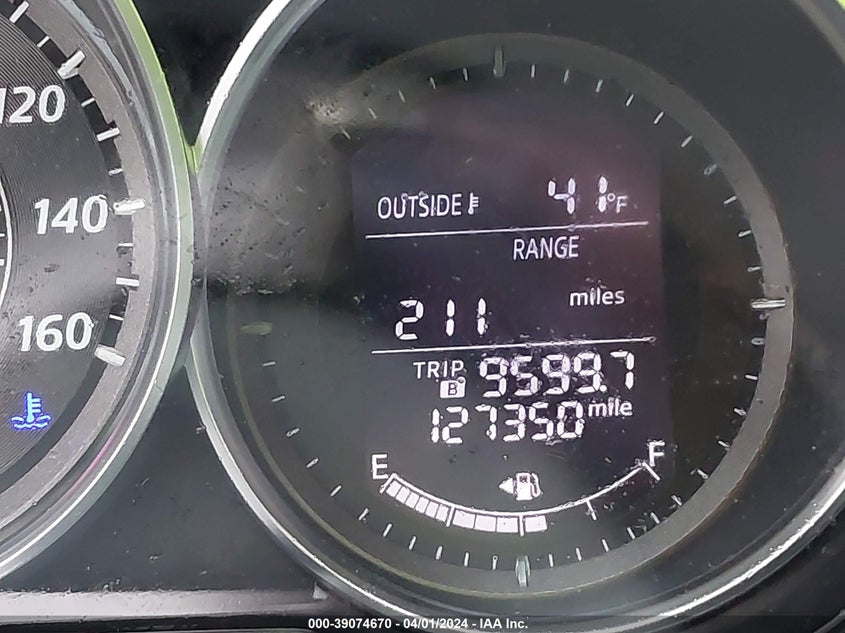 120
140
160
OUTSIDE 41°F
RANGE
211 miles
TRIP B 9599.7
127350 mile
E F
000-39074670 - 04/01/2024 - IAA Inc.